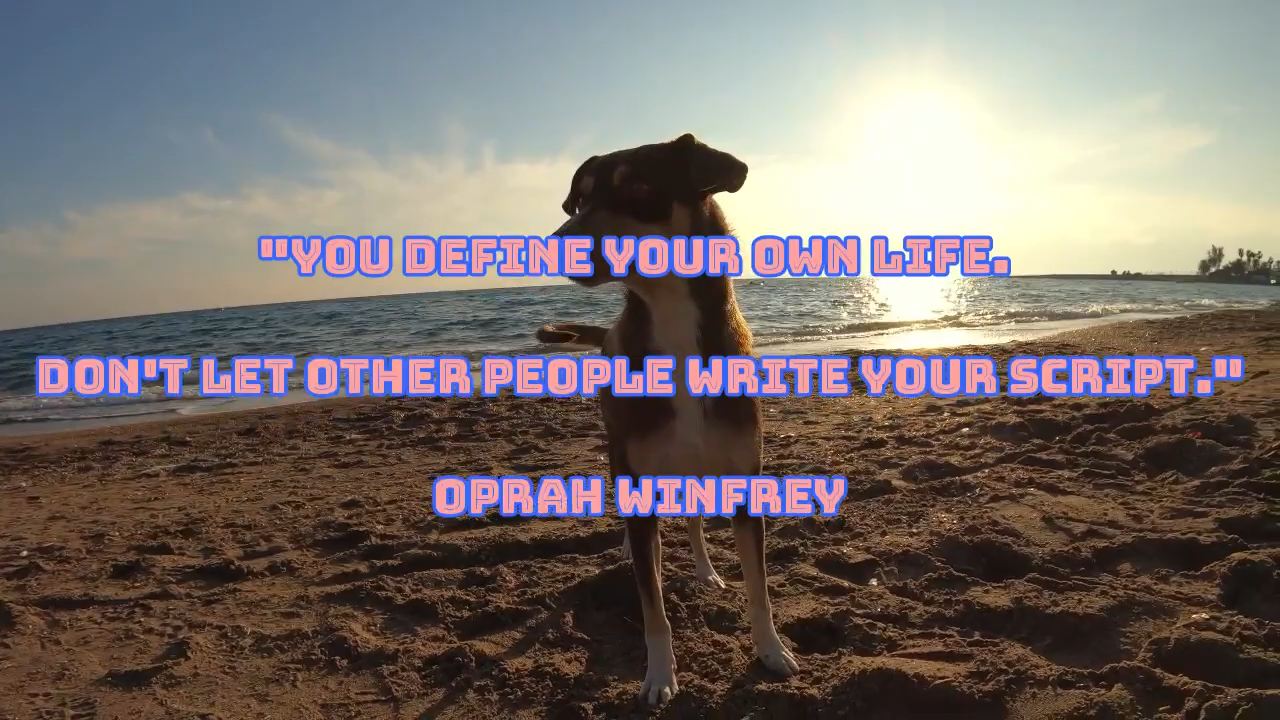 "YOU DEFINE YOUR OWN LIFE.
DON'T LET OTHER PEOPLE WRITE YOUR SCRIPT."
OPRAH WINFREY